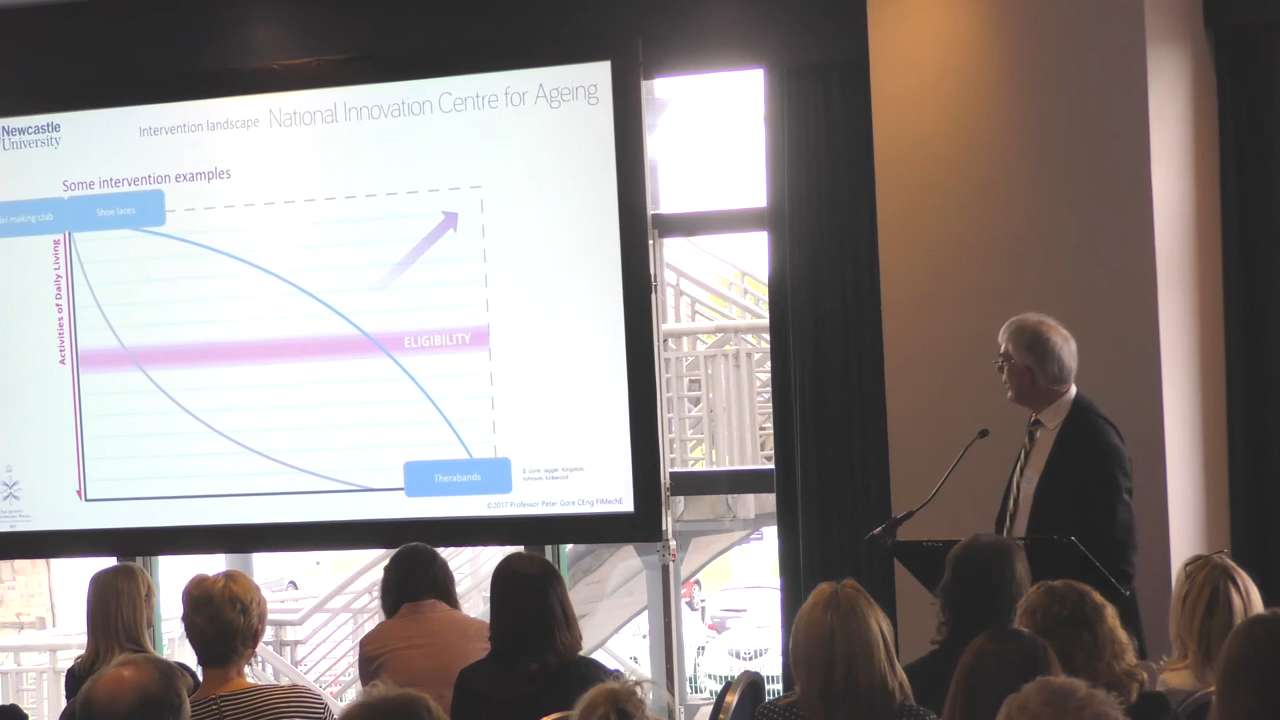 Newcastle
University
Intervention landscape National Innovation Centre for Ageing
Some intervention examples
making club
Shoe laces
Activities of Daily Living
ELIGIBILITY
Therabands
©2017 Professor Peter Gore CEng FIMechE